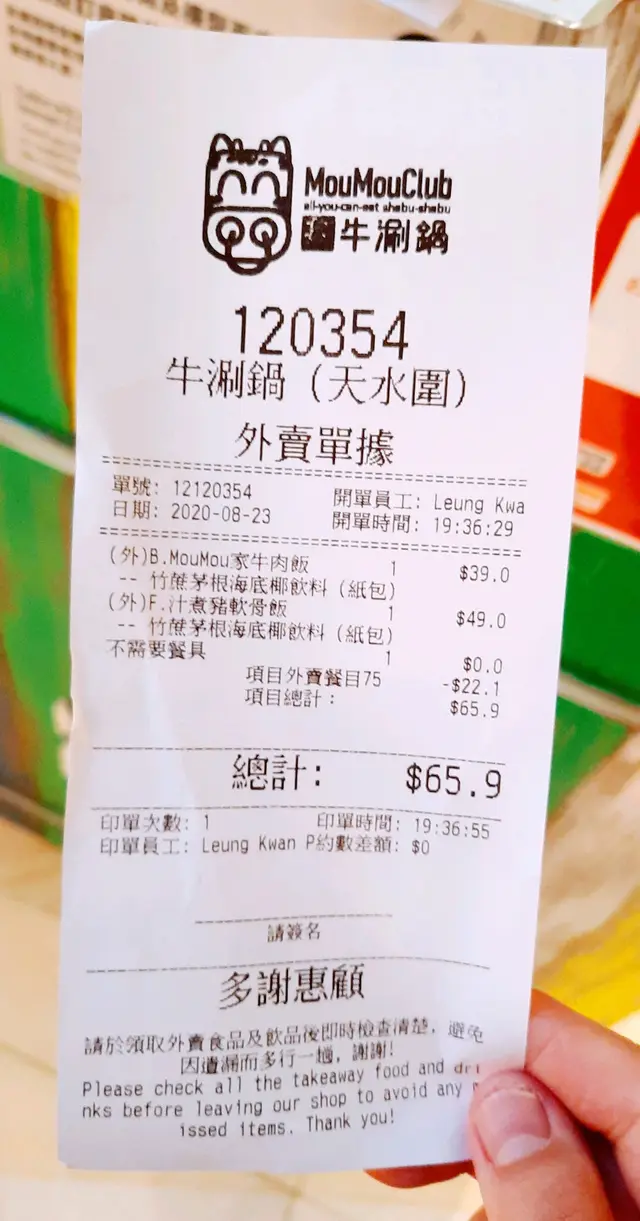 MouMouClub
all-you-can-eat shabu-shabu
牛涮鍋
120354
牛涮鍋（天水圍）
外賣單據
單號: 12120354 開單員工: Leung Kwa
日期: 2020-08-23 開單時間: 19:36:29
(外)B.MouMou家牛肉飯 1 $39.0
-- 竹蔗茅根海底椰飲料（紙包）
(外)F.汁煮豬軟骨飯 1 $49.0
-- 竹蔗茅根海底椰飲料（紙包）
不需要餐具 1 $0.0
項目外賣餐目75 -$22.1
項目總計: $65.9
總計: $65.9
印單次數: 1 印單時間: 19:36:55
印單員工: Leung Kwan P約數差額: $0
請簽名
多謝惠顧
請於領取外賣食品及飲品後即時檢查清楚，避免
因遺漏而多行一趟，謝謝!
Please check all the takeaway food and dri
nks before leaving our shop to avoid any m
issed items. Thank you!